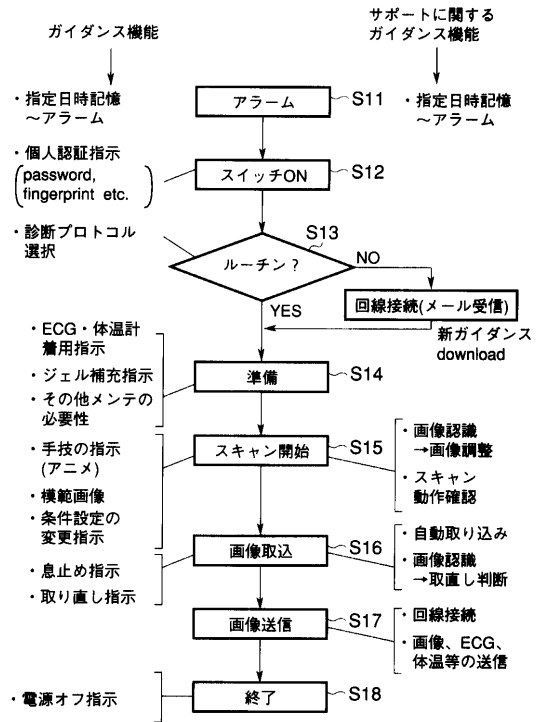 ガイダンス機能
サポートに関する
ガイダンス機能
・指定日時記憶
～アラーム
アラーム
S11
・指定日時記憶
～アラーム
・個人認証指示
(password,
fingerprint etc.)
スイッチON
S12
・診断プロトコル
選択
ルーチン？
S13
NO
YES
回線接続(メール受信)
新ガイダンス
download
・ECG・体温計
着用指示
・ジェル補充指示
・その他メンテの
必要性
準備
S14
・手技の指示
(アニメ)
・模範画像
・条件設定の
変更指示
スキャン開始
S15
・画像認識
→画像調整
・スキャン
動作確認
・息止め指示
・取り直し指示
画像取込
S16
・自動取り込み
・画像認識
→取直し判断
画像送信
S17
・回線接続
・画像、ECG、
体温等の送信
・電源オフ指示
終了
S18